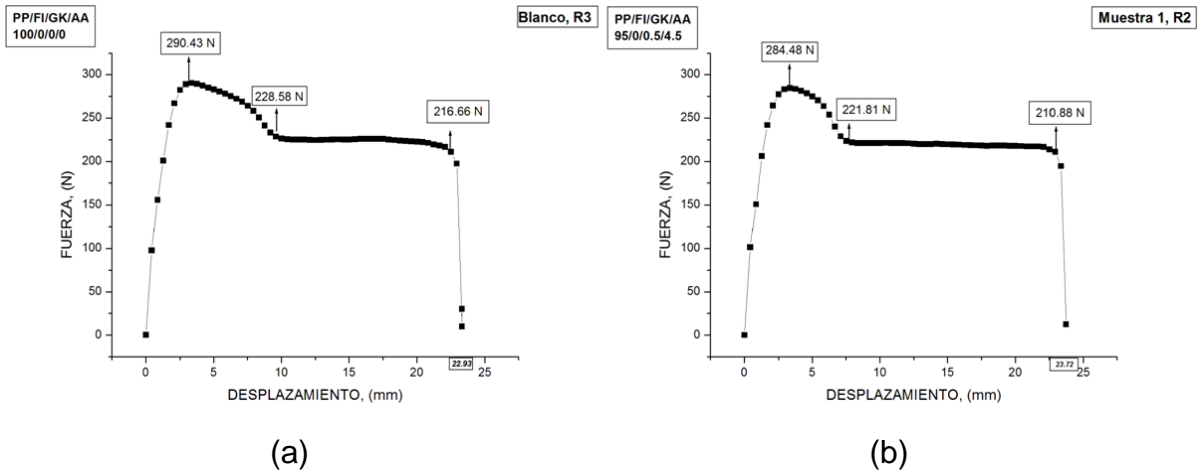 PP/FI/GK/AA
100/0/0/0
Blanco, R3
290.43 N
228.58 N
216.66 N
300
250
200
150
100
50
0
FUERZA, (N)
0
5
10
15
20
25
22.93
DESPLAZAMIENTO, (mm)
(a)
PP/FI/GK/AA
95/0/0.5/4.5
Muestra 1, R2
284.48 N
221.81 N
210.88 N
300
250
200
150
100
50
0
FUERZA, (N)
0
5
10
15
20
25
23.72
DESPLAZAMIENTO, (mm)
(b)